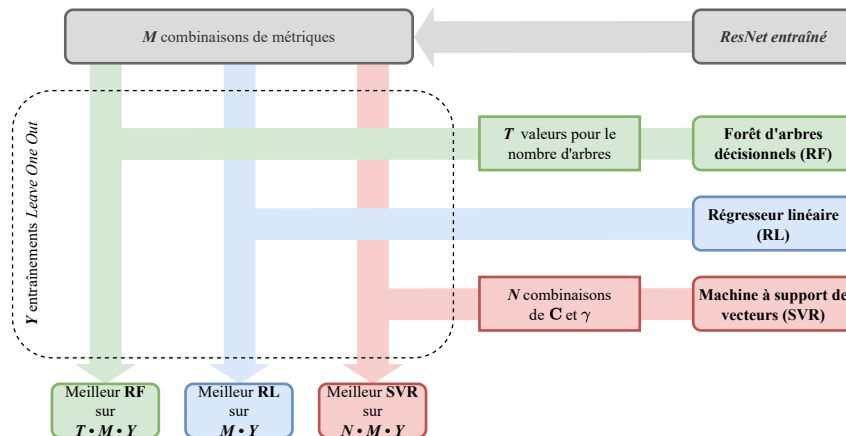 M combinaisons de métriques
ResNet entraîné
Y entraînements Leave One Out
T valeurs pour le
nombre d'arbres
Forêt d'arbres
décisionnels (RF)
Régresseur linéaire
(RL)
N combinaisons
de C et γ
Machine à support de
vecteurs (SVR)
Meilleur RF
sur
T • M • Y
Meilleur RL
sur
M • Y
Meilleur SVR
sur
N • M • Y